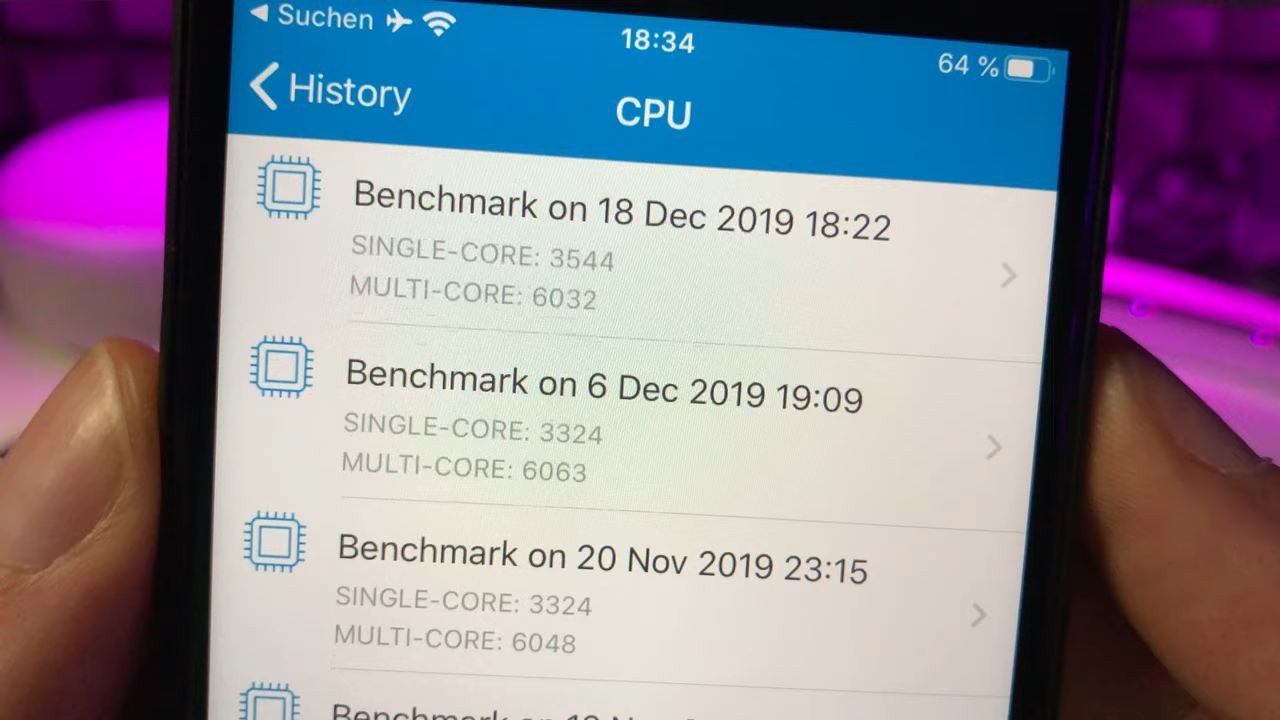 Suchen
18:34
64 %
History
CPU
Benchmark on 18 Dec 2019 18:22
SINGLE-CORE: 3544
MULTI-CORE: 6032
Benchmark on 6 Dec 2019 19:09
SINGLE-CORE: 3324
MULTI-CORE: 6063
Benchmark on 20 Nov 2019 23:15
SINGLE-CORE: 3324
MULTI-CORE: 6048
Benchmark on